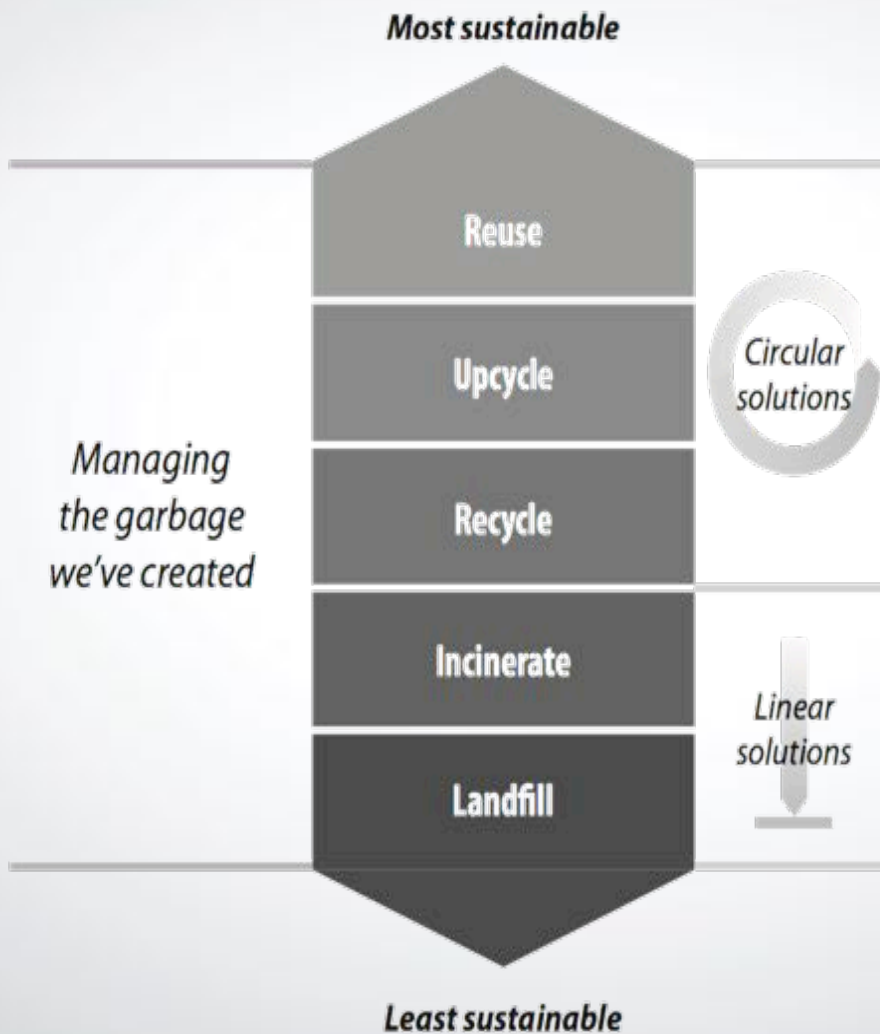 Most sustainable
Reuse
Upcycle
Circular
solutions
Recycle
Managing
the garbage
we've created
Incinerate
Linear
solutions
Landfill
Least sustainable